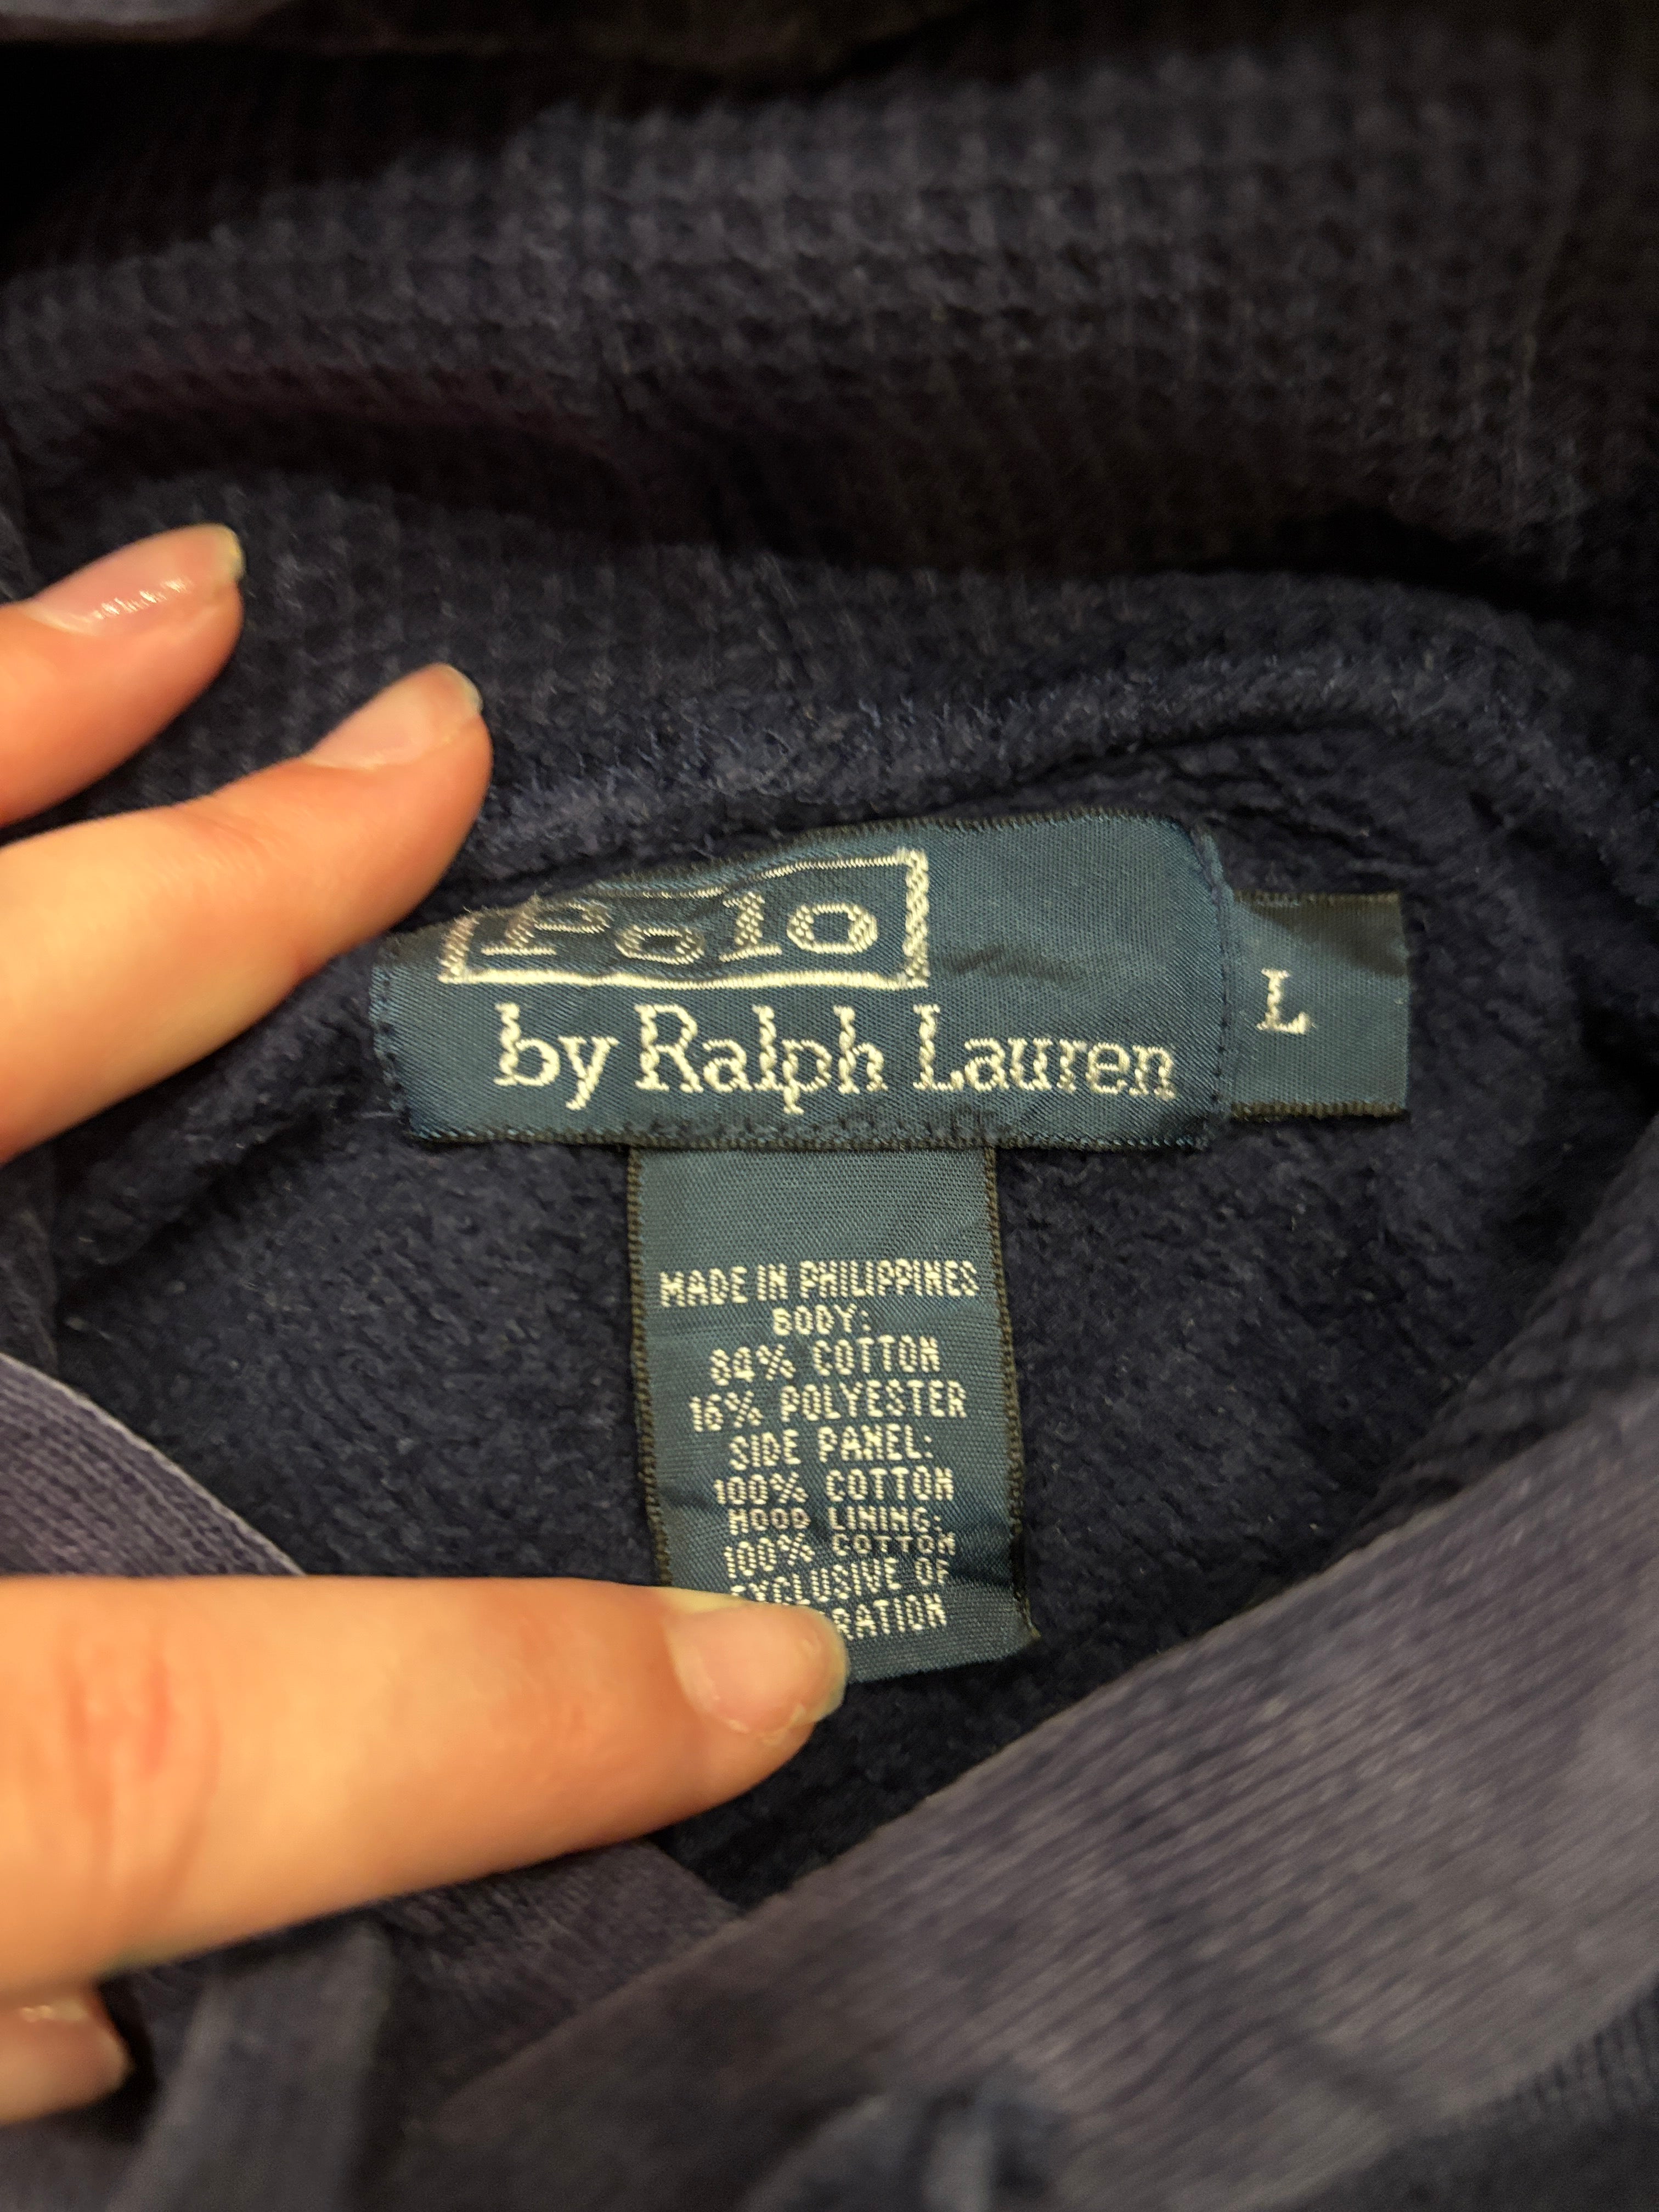 Polo
by Ralph Lauren
L
MADE IN PHILIPPINES
BODY:
84% COTTON
16% POLYESTER
SIDE PANEL:
100% COTTON
HOOD LINING:
100% COTTON
EXCLUSIVE OF